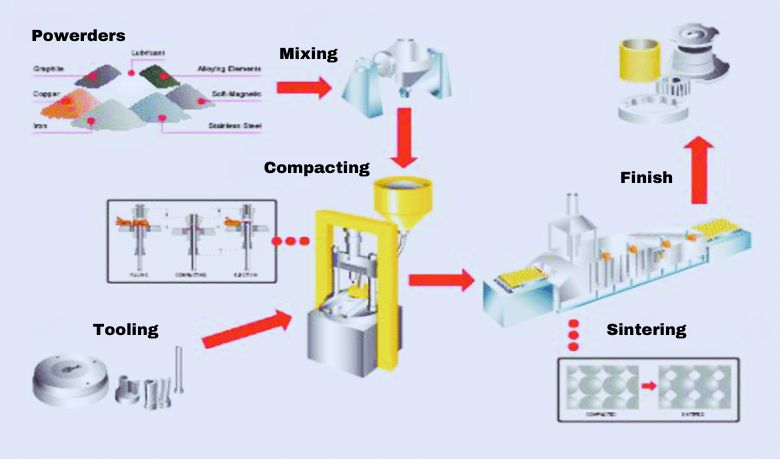 Powerders
Mixing
Lubricant
Graphite
Alloying Elements
Copper
Soft-Magnetic
Iron
Stainless Steel
Compacting
Finish
FILLING
COMPACTING
EJECTION
Tooling
Sintering
COMPACTED
SINTERED